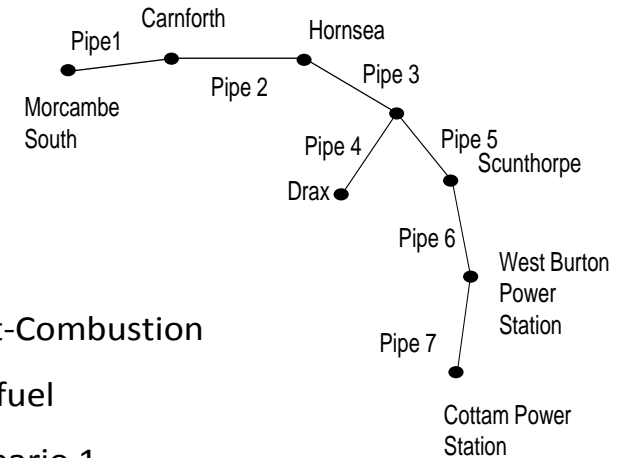 Carnforth
Pipe1
Hornsea
Pipe 2
Pipe 3
Morcambe
South
Pipe 4
Pipe 5
Scunthorpe
Drax
Pipe 6
West Burton
Power
Station
t-Combustion
Pipe 7
fuel
Cottam Power
Station